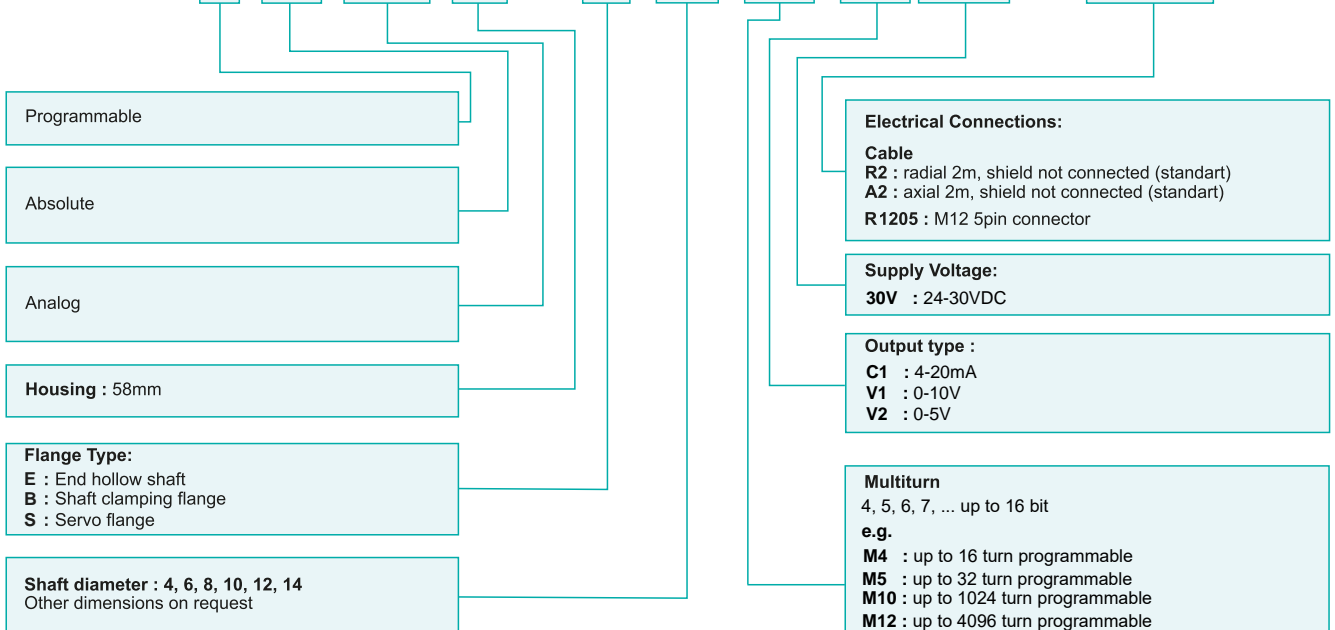 Programmable
Absolute
Analog
Housing : 58mm
Flange Type:
E : End hollow shaft
B : Shaft clamping flange
S : Servo flange
Shaft diameter : 4, 6, 8, 10, 12, 14
Other dimensions on request
Electrical Connections:
Cable
R2 : radial 2m, shield not connected (standart)
A2 : axial 2m, shield not connected (standart)
R1205 : M12 5pin connector
Supply Voltage:
30V : 24-30VDC
Output type :
C1 : 4-20mA
V1 : 0-10V
V2 : 0-5V
Multiturn
4, 5, 6, 7, ... up to 16 bit
e.g.
M4 : up to 16 turn programmable
M5 : up to 32 turn programmable
M10 : up to 1024 turn programmable
M12 : up to 4096 turn programmable